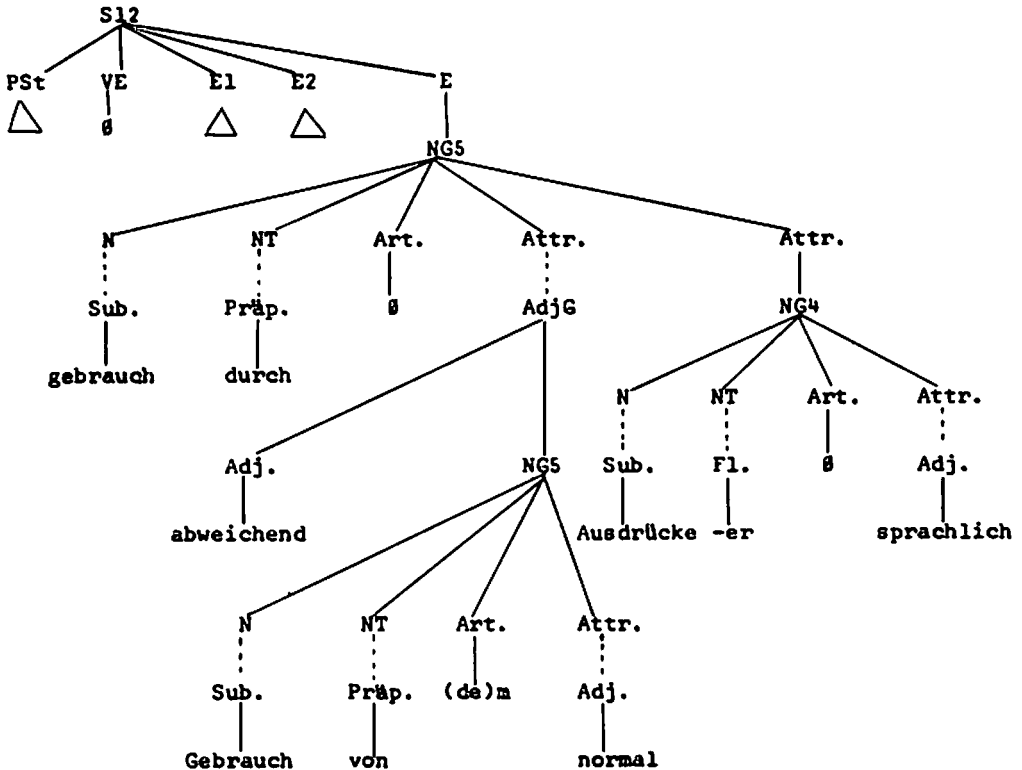 S12
PSt VE E1 E2 E
Ø
NG5
N NT Art. Attr. Attr.
Sub. Präp. Ø AdjG NG4
gebrauch durch
N NT Art. Attr.
Adj. NG5 Sub. Fl. Ø Adj.
abweichend Ausdrücke -er sprachlich
N NT Art. Attr.
Sub. Präp. (de)m Adj.
Gebrauch von normal